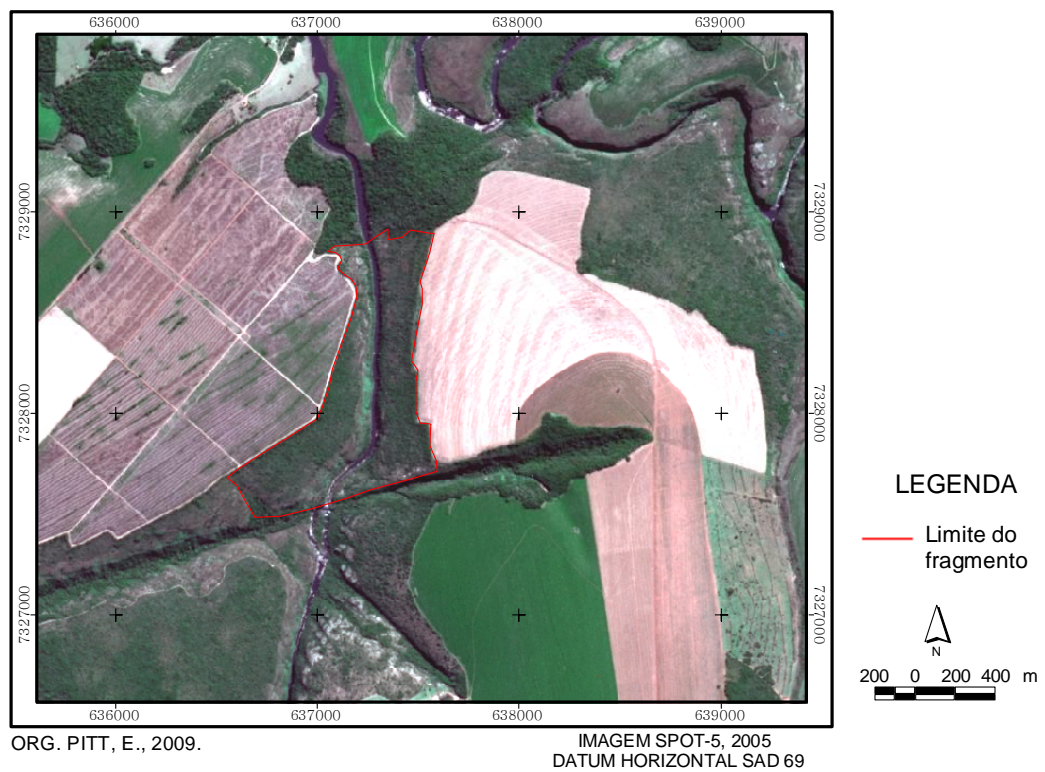 636000 637000 638000 639000
7329000 7329000
7328000 7328000
7327000 7327000
636000 637000 638000 639000
LEGENDA
Limite do
fragmento
N
200 0 200 400 m
ORG. PITT, E., 2009.
IMAGEM SPOT-5, 2005
DATUM HORIZONTAL SAD 69